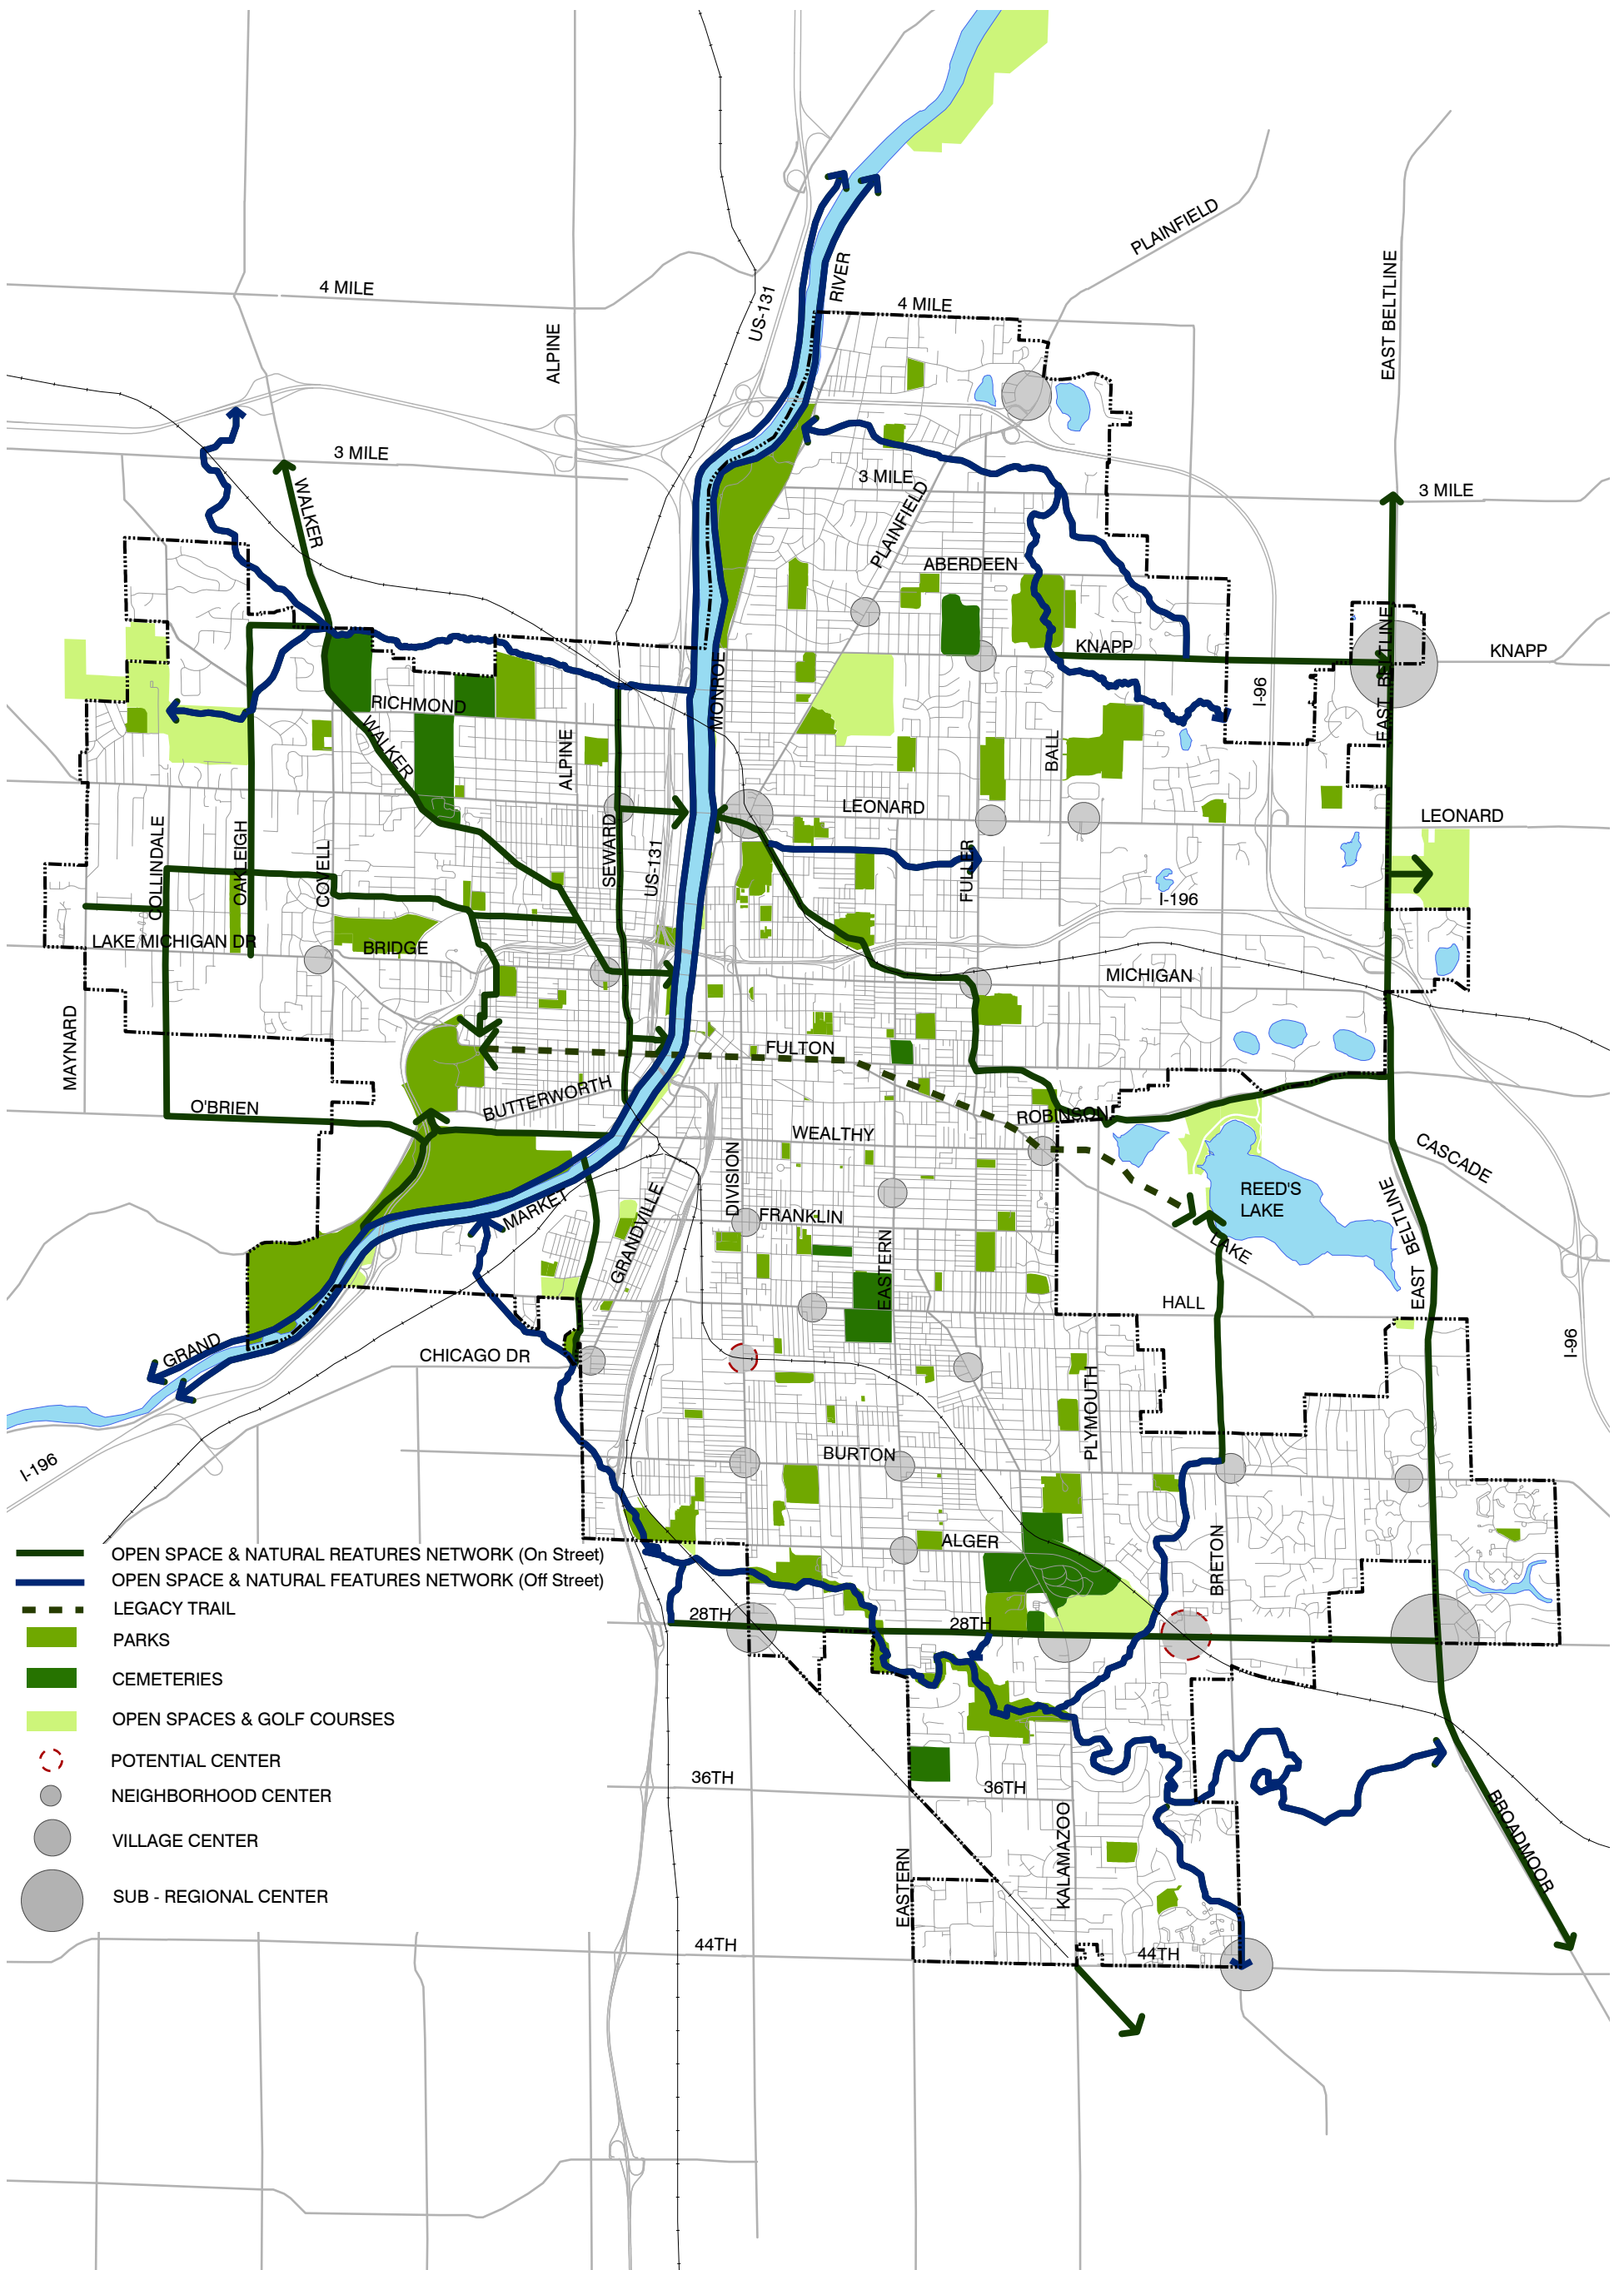 PLAINFIELD
RIVER
4 MILE
4 MILE
US-131
EAST BELTLINE
ALPINE
3 MILE
3 MILE
3 MILE
WALKER
PLAINFIELD
ABERDEEN
KNAPP
KNAPP
EAST BELTLINE
I-96
MONROE
RICHMOND
WALKER
ALPINE
BALL
LEONARD
LEONARD
COLLINDALE
OAKLEIGH
COVELL
SEWARD
US-131
FULLER
I-196
LAKE MICHIGAN DR
BRIDGE
MICHIGAN
MAYNARD
FULTON
BUTTERWORTH
O'BRIEN
ROBINSON
WEALTHY
CASCADE
DIVISION
REED'S
LAKE
MARKET
GRANDVILLE
FRANKLIN
EASTERN
LAKE
EAST BELTLINE
HALL
I-96
GRAND
CHICAGO DR
PLYMOUTH
BURTON
I-196
ALGER
BRETON
OPEN SPACE & NATURAL REATURES NETWORK (On Street)
OPEN SPACE & NATURAL FEATURES NETWORK (Off Street)
LEGACY TRAIL
28TH
28TH
PARKS
CEMETERIES
OPEN SPACES & GOLF COURSES
POTENTIAL CENTER
NEIGHBORHOOD CENTER
VILLAGE CENTER
SUB - REGIONAL CENTER
36TH
36TH
KALAMAZOO
BROADMOOR
EASTERN
44TH
44TH